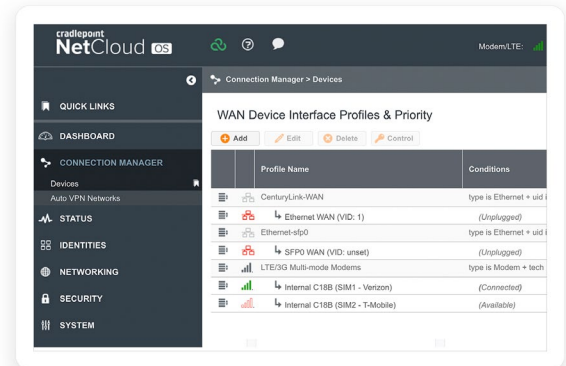 cradlepoint
NetCloud OS
Modem/LTE:
Connection Manager > Devices
QUICK LINKS
DASHBOARD
CONNECTION MANAGER
Devices
Auto VPN Networks
STATUS
IDENTITIES
NETWORKING
SECURITY
SYSTEM
WAN Device Interface Profiles & Priority
Add Edit Delete Control
Profile Name Conditions
CenturyLink-WAN type is Ethernet + uid i
Ethernet WAN (VID: 1) (Unplugged)
Ethernet-sfp0 type is Ethernet + uid i
SFP0 WAN (VID: unset) (Unplugged)
LTE/3G Multi-mode Modems type is Modem + tech
Internal C18B (SIM1 - Verizon) (Connected)
Internal C18B (SIM2 - T-Mobile) (Available)